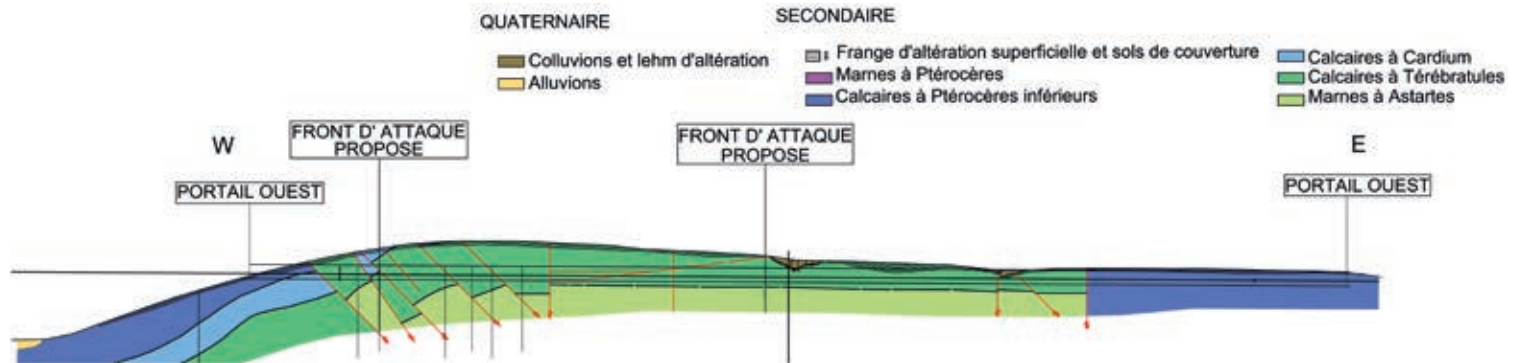 QUATERNAIRE
Colluvions et lehm d'altération
Alluvions
SECONDAIRE
Frange d'altération superficielle et sols de couverture
Marnes à Ptérocères
Calcaires à Ptérocères inférieurs
Calcaires à Cardium
Calcaires à Térébratules
Marnes à Astartes
W
FRONT D' ATTAQUE
PROPOSE
FRONT D' ATTAQUE
PROPOSE
E
PORTAIL OUEST
PORTAIL OUEST